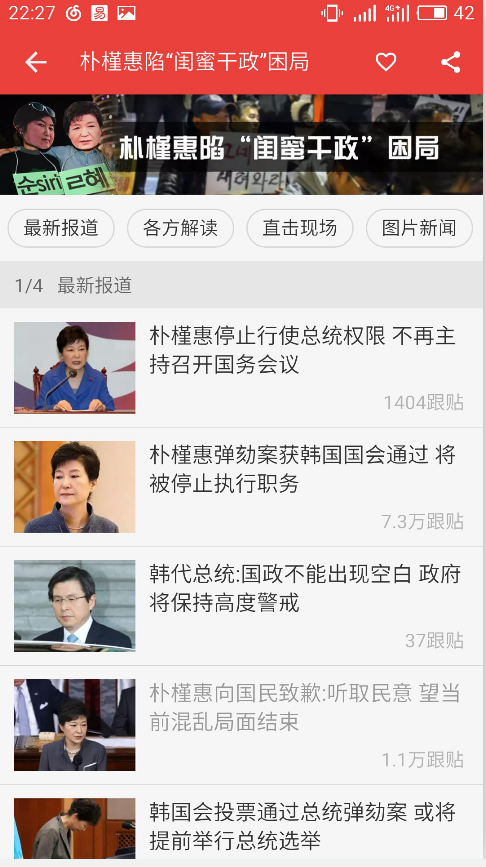 22:27
易
4G
42
朴槿惠陷“闺蜜干政”困局
朴槿惠陷“闺蜜干政”困局
순siri
ㄹ혜
최신
最新报道
各方解读
直击现场
图片新闻
1/4 最新报道
朴槿惠停止行使总统权限 不再主
持召开国务会议
1404跟贴
朴槿惠弹劾案获韩国国会通过 将
被停止执行职务
7.3万跟贴
韩代总统:国政不能出现空白 政府
将保持高度警戒
37跟贴
朴槿惠向国民致歉:听取民意 望当
前混乱局面结束
1.1万跟贴
韩国会投票通过总统弹劾案 或将
提前举行总统选举